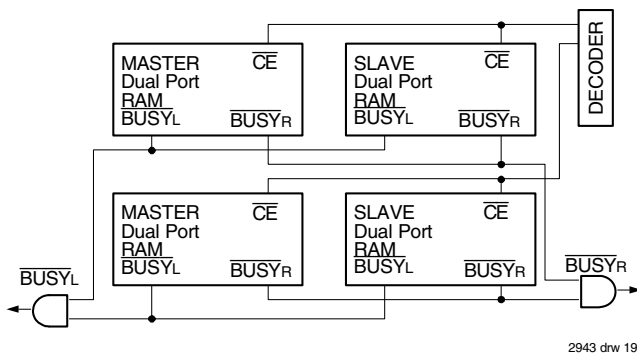 MASTER
Dual Port
RAM
BUSYL
CE
BUSYR
SLAVE
Dual Port
RAM
BUSYL
CE
BUSYR
DECODER
MASTER
Dual Port
RAM
BUSYL
CE
BUSYR
SLAVE
Dual Port
RAM
BUSYL
CE
BUSYR
BUSYL
BUSYR
2943 drw 19